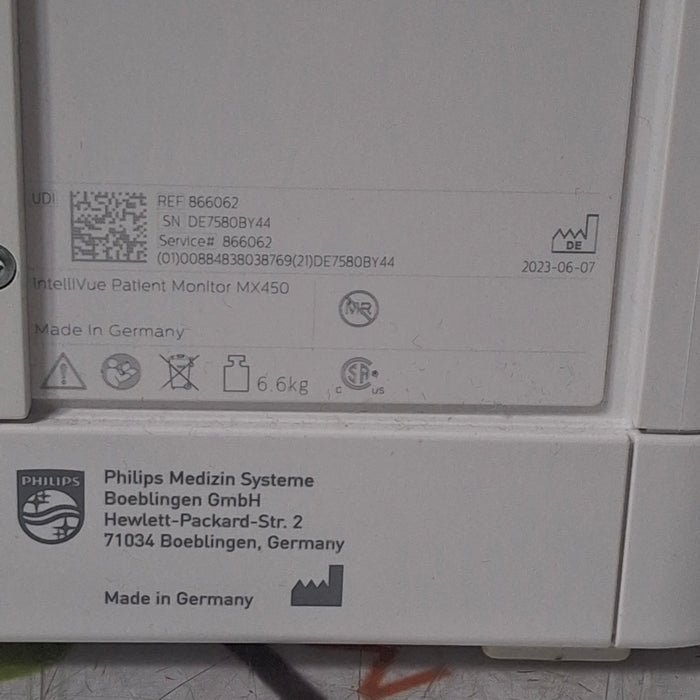 UDI
REF 866062
SN DE7580BY44
Service# 866062
(01)00884838038769(21)DE7580BY44
DE
2023-06-07
IntelliVue Patient Monitor MX450
MR
Made In Germany
6.6kg
C SA US
PHILIPS
Philips Medizin Systeme
Boeblingen GmbH
Hewlett-Packard-Str. 2
71034 Boeblingen, Germany
Made in Germany